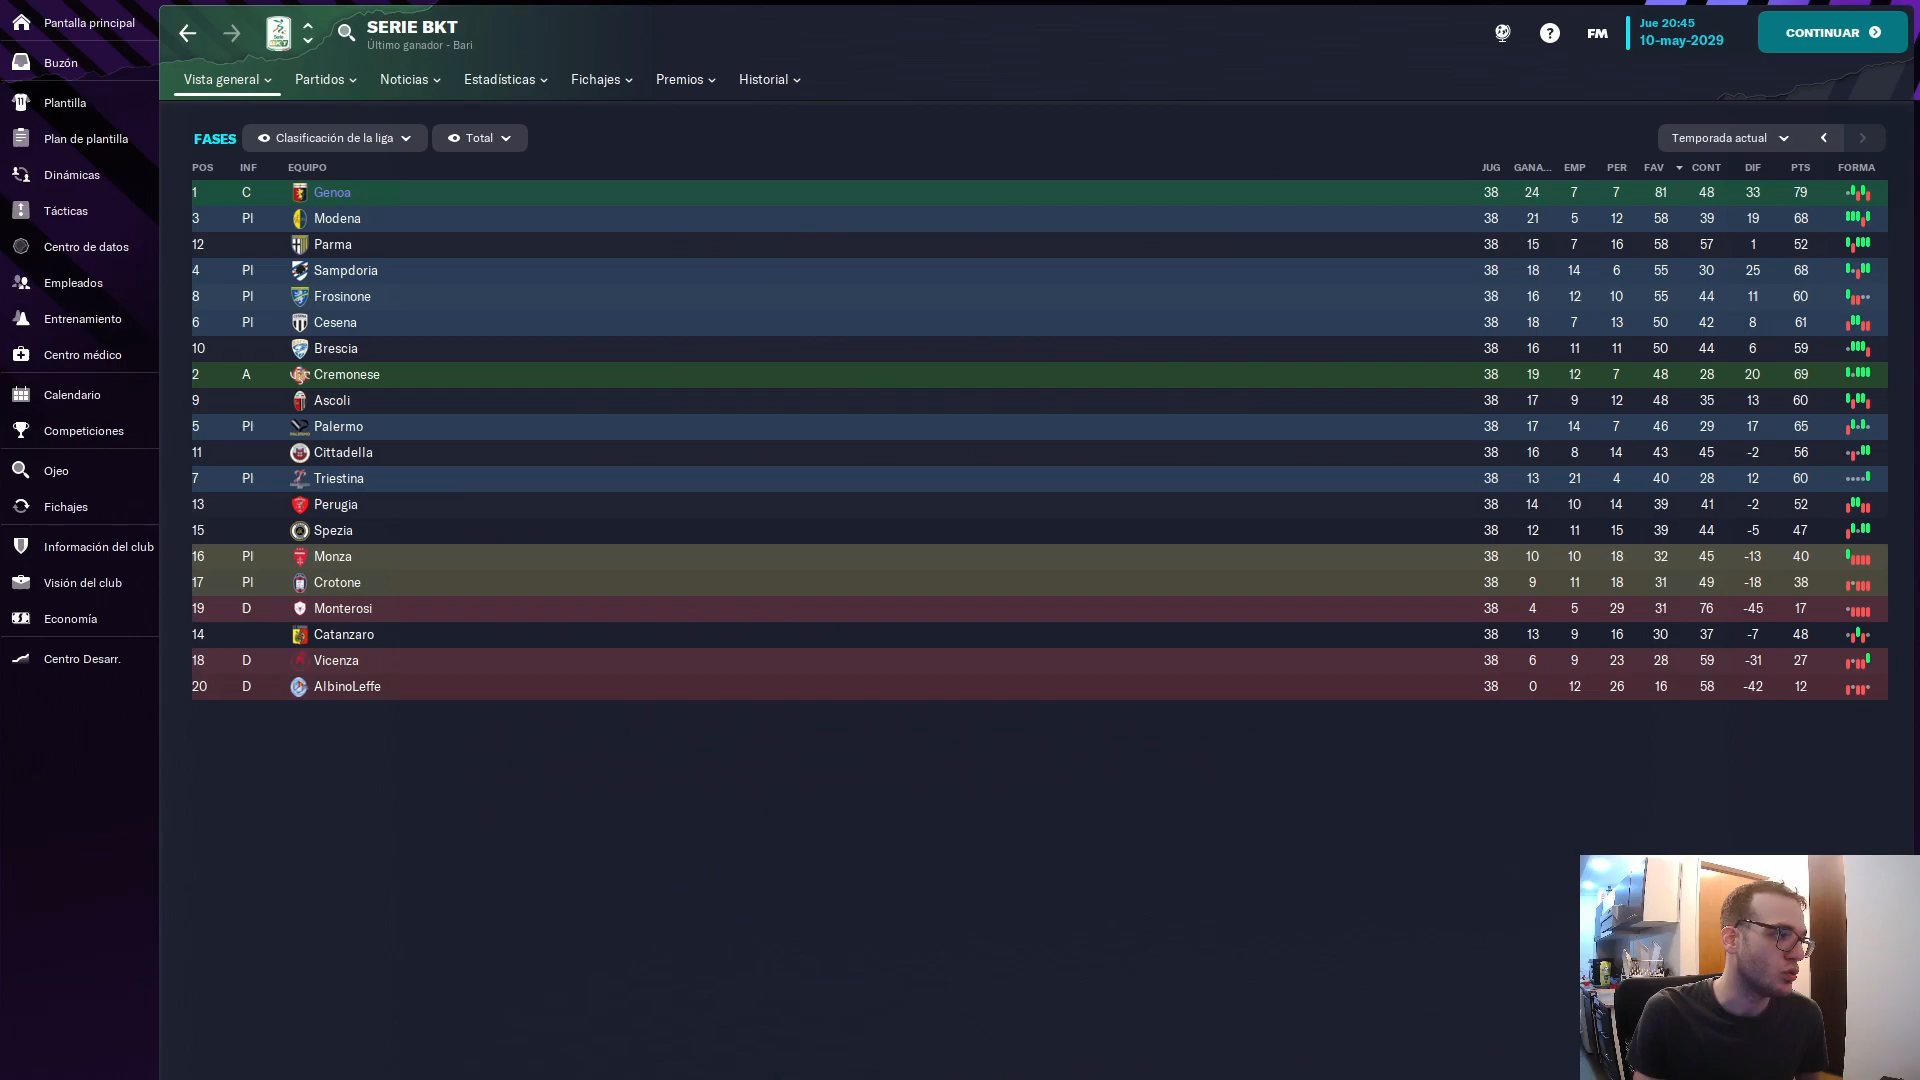 Pantalla principal
Buzón
Plantilla
Plan de plantilla
Dinámicas
Tácticas
Centro de datos
Empleados
Entrenamiento
Centro médico
Calendario
Competiciones
Ojeo
Fichajes
Información del club
Visión del club
Economía
Centro Desarr.
SERIE BKT
Último ganador - Bari
FM
Jue 20:45
10-may-2029
CONTINUAR
Vista general Partidos Noticias Estadísticas Fichajes Premios Historial
FASES Clasificación de la liga Total Temporada actual
POS INF EQUIPO JUG GANA... EMP PER FAV CONT DIF PTS FORMA
1 C Genoa 38 24 7 7 81 48 33 79
3 PI Modena 38 21 5 12 58 39 19 68
12 Parma 38 15 7 16 58 57 1 52
4 PI Sampdoria 38 18 14 6 55 30 25 68
8 PI Frosinone 38 16 12 10 55 44 11 60
6 PI Cesena 38 18 7 13 50 42 8 61
10 Brescia 38 16 11 11 50 44 6 59
2 A Cremonese 38 19 12 7 48 28 20 69
9 Ascoli 38 17 9 12 48 35 13 60
5 PI Palermo 38 17 14 7 46 29 17 65
11 Cittadella 38 16 8 14 43 45 -2 56
7 PI Triestina 38 13 21 4 40 28 12 60
13 Perugia 38 14 10 14 39 41 -2 52
15 Spezia 38 12 11 15 39 44 -5 47
16 PI Monza 38 10 10 18 32 45 -13 40
17 PI Crotone 38 9 11 18 31 49 -18 38
19 D Monterosi 38 4 5 29 31 76 -45 17
14 Catanzaro 38 13 9 16 30 37 -7 48
18 D Vicenza 38 6 9 23 28 59 -31 27
20 D AlbinoLeffe 38 0 12 26 16 58 -42 12